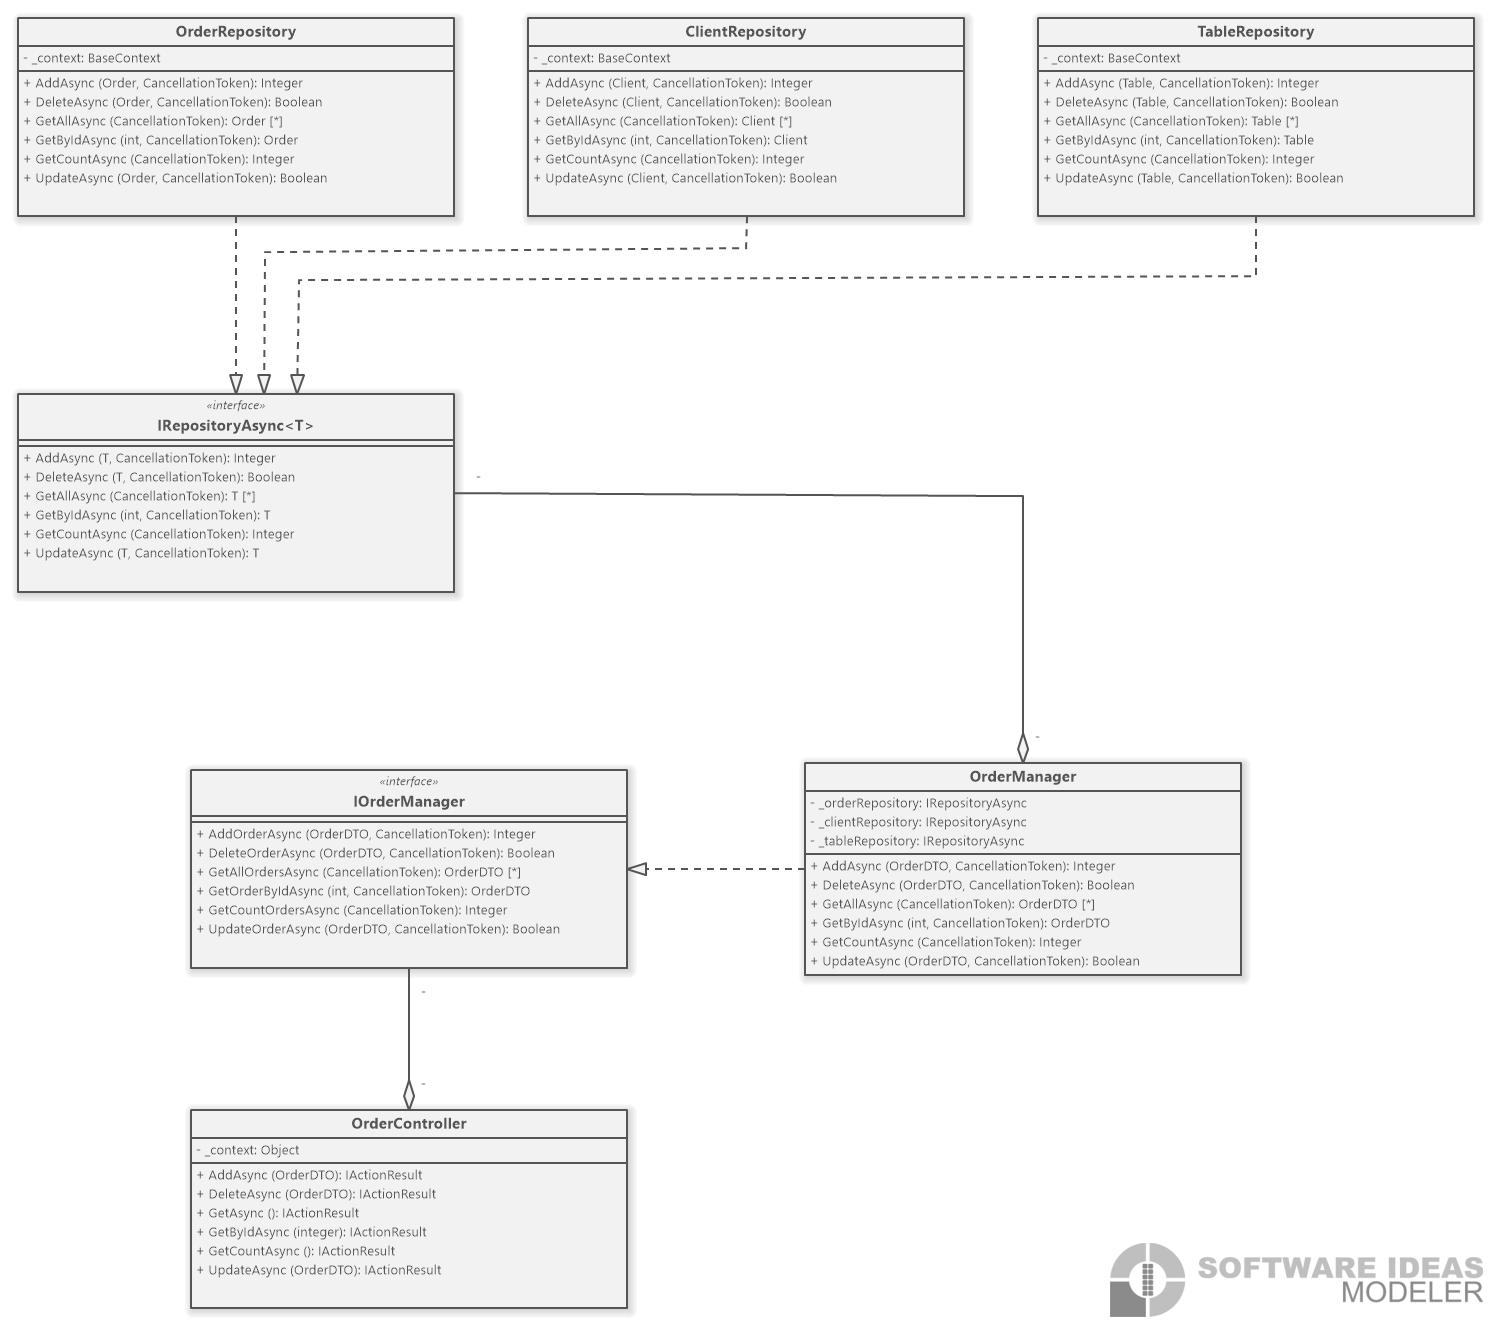 OrderRepository
- _context: BaseContext
+ AddAsync (Order, CancellationToken): Integer
+ DeleteAsync (Order, CancellationToken): Boolean
+ GetAllAsync (CancellationToken): Order [*]
+ GetByIdAsync (int, CancellationToken): Order
+ GetCountAsync (CancellationToken): Integer
+ UpdateAsync (Order, CancellationToken): Boolean
ClientRepository
- _context: BaseContext
+ AddAsync (Client, CancellationToken): Integer
+ DeleteAsync (Client, CancellationToken): Boolean
+ GetAllAsync (CancellationToken): Client [*]
+ GetByIdAsync (int, CancellationToken): Client
+ GetCountAsync (CancellationToken): Integer
+ UpdateAsync (Client, CancellationToken): Boolean
TableRepository
- _context: BaseContext
+ AddAsync (Table, CancellationToken): Integer
+ DeleteAsync (Table, CancellationToken): Boolean
+ GetAllAsync (CancellationToken): Table [*]
+ GetByIdAsync (int, CancellationToken): Table
+ GetCountAsync (CancellationToken): Integer
+ UpdateAsync (Table, CancellationToken): Boolean
«interface»
IRepositoryAsync<T>
+ AddAsync (T, CancellationToken): Integer
+ DeleteAsync (T, CancellationToken): Boolean
+ GetAllAsync (CancellationToken): T [*]
+ GetByIdAsync (int, CancellationToken): T
+ GetCountAsync (CancellationToken): Integer
+ UpdateAsync (T, CancellationToken): T
-
-
«interface»
IOrderManager
+ AddOrderAsync (OrderDTO, CancellationToken): Integer
+ DeleteOrderAsync (OrderDTO, CancellationToken): Boolean
+ GetAllOrdersAsync (CancellationToken): OrderDTO [*]
+ GetOrderByIdAsync (int, CancellationToken): OrderDTO
+ GetCountOrdersAsync (CancellationToken): Integer
+ UpdateOrderAsync (OrderDTO, CancellationToken): Boolean
OrderManager
- _orderRepository: IRepositoryAsync
- _clientRepository: IRepositoryAsync
- _tableRepository: IRepositoryAsync
+ AddAsync (OrderDTO, CancellationToken): Integer
+ DeleteAsync (OrderDTO, CancellationToken): Boolean
+ GetAllAsync (CancellationToken): OrderDTO [*]
+ GetByIdAsync (int, CancellationToken): OrderDTO
+ GetCountAsync (CancellationToken): Integer
+ UpdateAsync (OrderDTO, CancellationToken): Boolean
-
-
OrderController
- _context: Object
+ AddAsync (OrderDTO): IActionResult
+ DeleteAsync (OrderDTO): IActionResult
+ GetAsync (): IActionResult
+ GetByIdAsync (integer): IActionResult
+ GetCountAsync (): IActionResult
+ UpdateAsync (OrderDTO): IActionResult
SOFTWARE IDEAS
MODELER